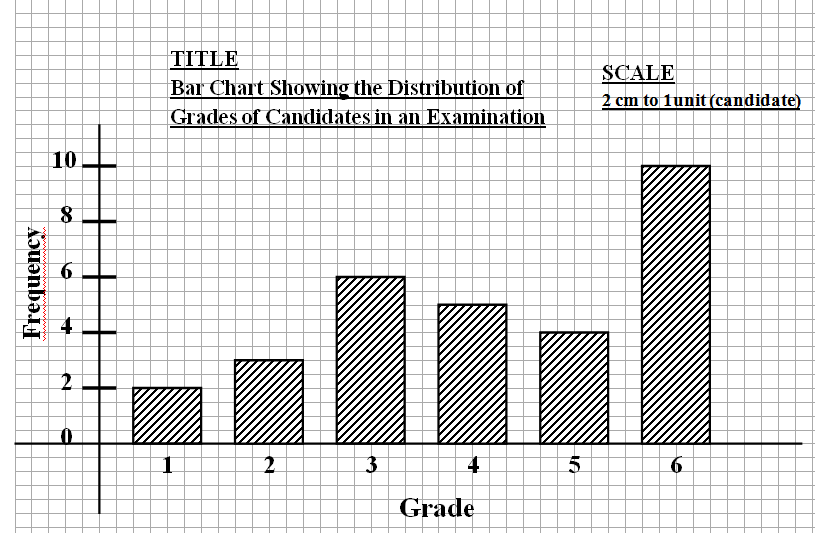 TITLE
Bar Chart Showing the Distribution of
Grades of Candidates in an Examination
SCALE
2 cm to 1unit (candidate)
Frequency
10
8
6
4
2
0
1 2 3 4 5 6
Grade